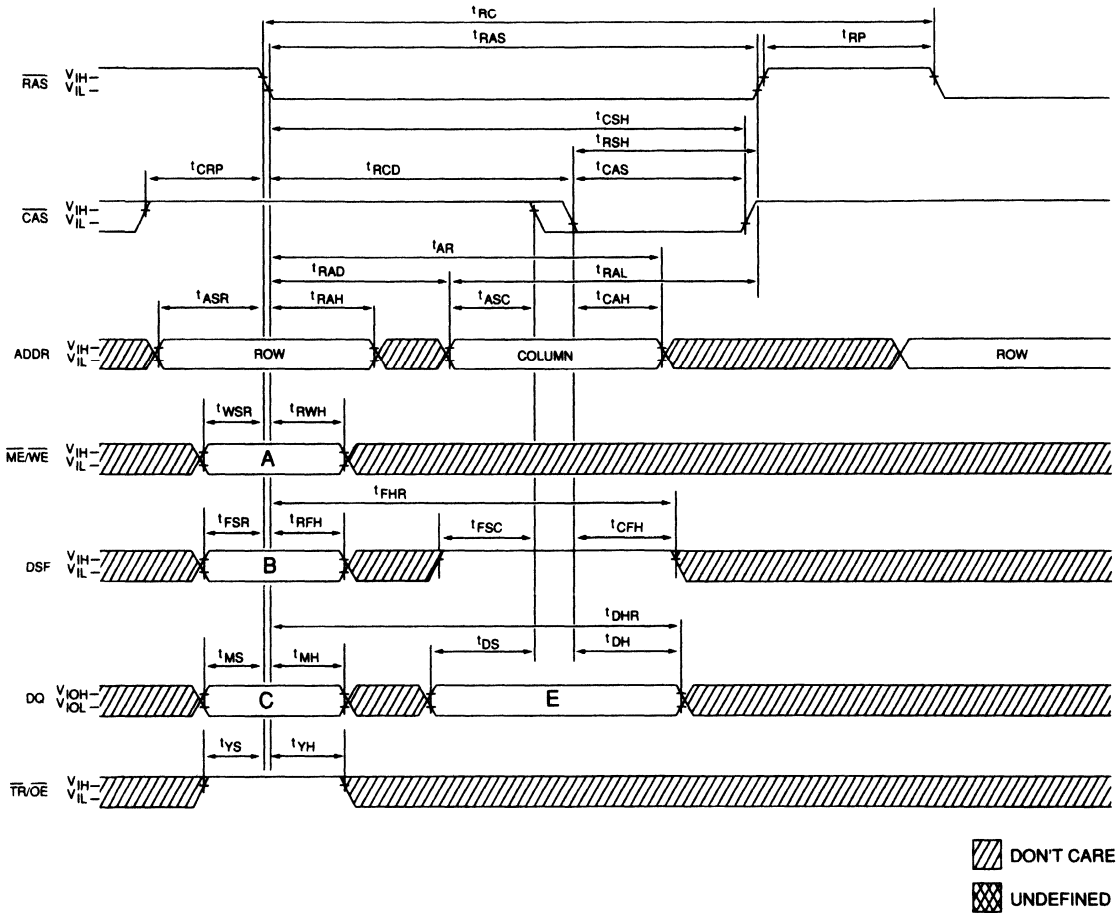 tRC
tRAS tRP
RAS VIH VIL
tCSH
tRSH
tCRP tRCD tCAS
CAS VIH VIL
tAR
tRAD tRAL
tASR tRAH tASC tCAH
ADDR VIH VIL ROW COLUMN ROW
tWSR tRWH
ME/WE VIH VIL A
tFHR
tFSR tRFH tFSC tCFH
DSF VIH VIL B
tDHR
tMS tMH tDS tDH
DQ VIOH VIOL C E
tYS tYH
TR/OE VIH VIL
DON'T CARE
UNDEFINED